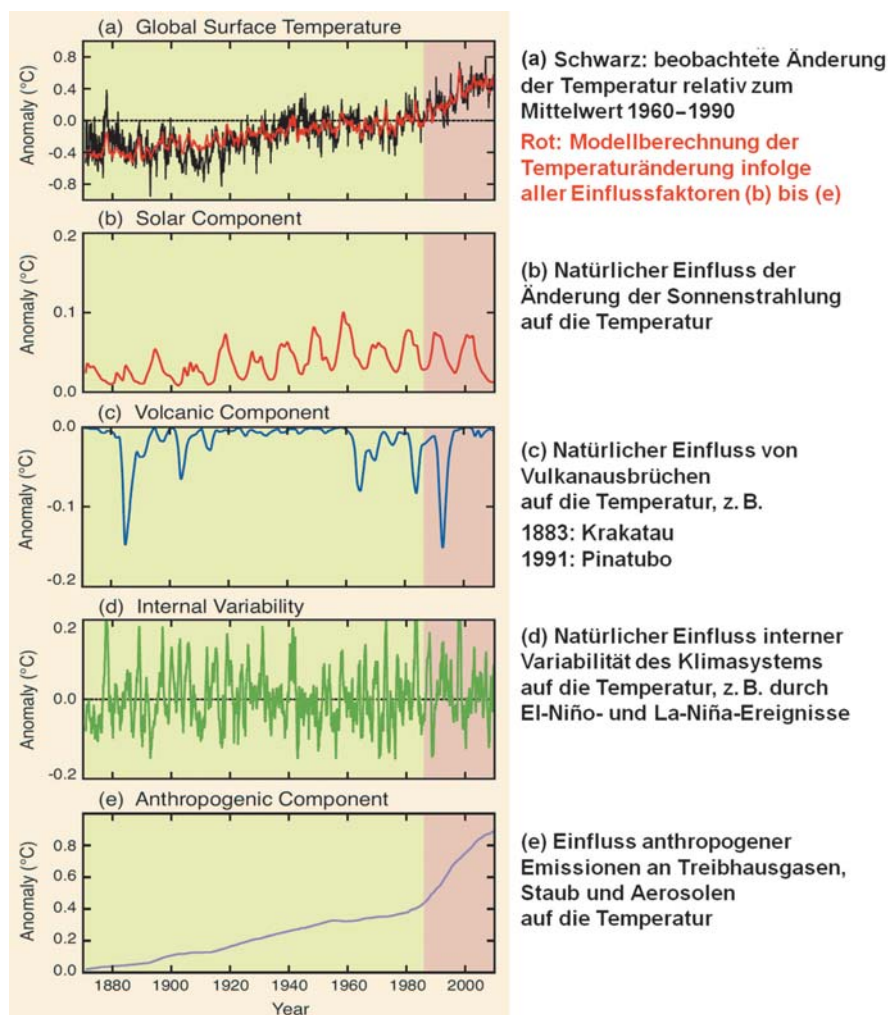 (a) Global Surface Temperature
0.8
0.4
0.0
-0.4
-0.8
Anomaly (°C)
(a) Schwarz: beobachtete Änderung
der Temperatur relativ zum
Mittelwert 1960–1990
Rot: Modellberechnung der
Temperaturänderung infolge
aller Einflussfaktoren (b) bis (e)
(b) Solar Component
0.2
0.1
0.0
Anomaly (°C)
(b) Natürlicher Einfluss der
Änderung der Sonnenstrahlung
auf die Temperatur
(c) Volcanic Component
0.0
-0.1
-0.2
Anomaly (°C)
(c) Natürlicher Einfluss von
Vulkanausbrüchen
auf die Temperatur, z. B.
1883: Krakatau
1991: Pinatubo
(d) Internal Variability
0.2
0.0
-0.2
Anomaly (°C)
(d) Natürlicher Einfluss interner
Variabilität des Klimasystems
auf die Temperatur, z. B. durch
El-Niño- und La-Niña-Ereignisse
(e) Anthropogenic Component
0.8
0.6
0.4
0.2
0.0
Anomaly (°C)
(e) Einfluss anthropogener
Emissionen an Treibhausgasen,
Staub und Aerosolen
auf die Temperatur
1880 1900 1920 1940 1960 1980 2000
Year